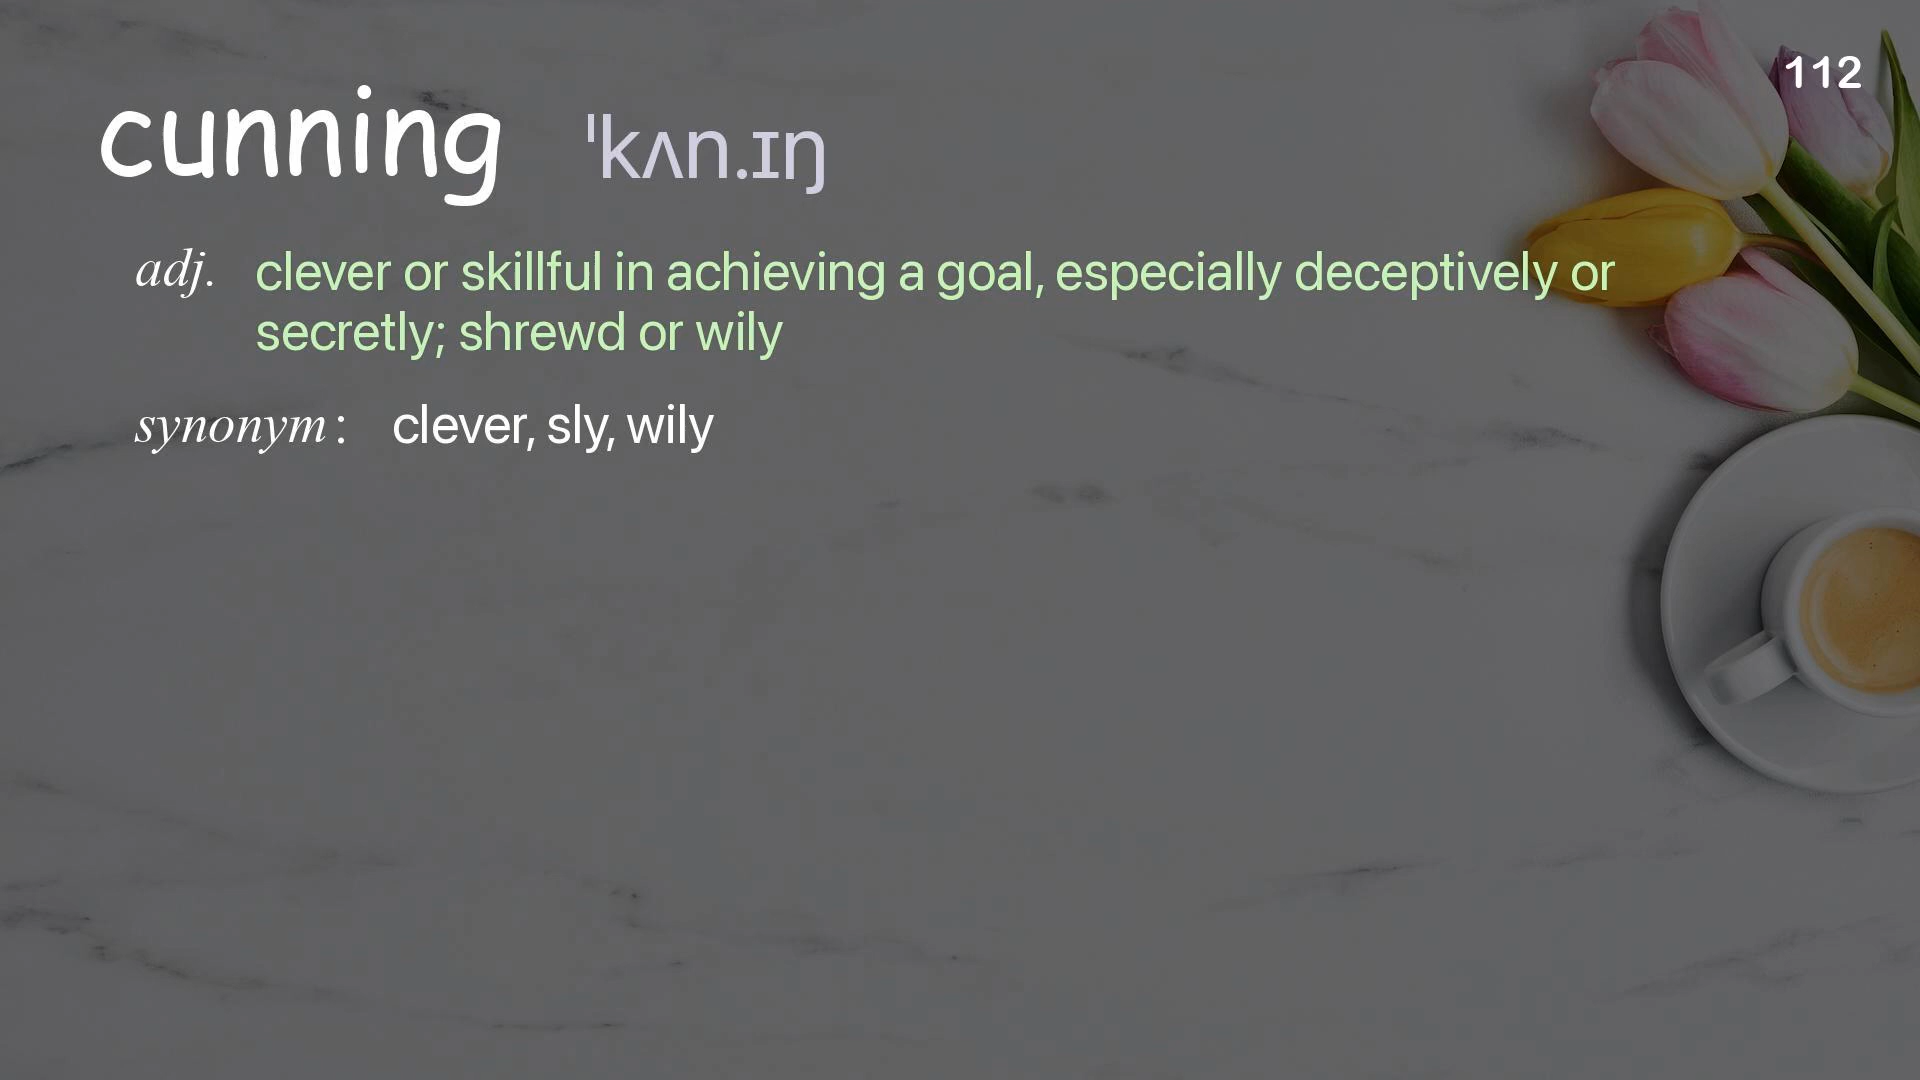 112
cunning ˈkʌn.ɪŋ
adj. clever or skillful in achieving a goal, especially deceptively or
secretly; shrewd or wily
synonym : clever, sly, wily